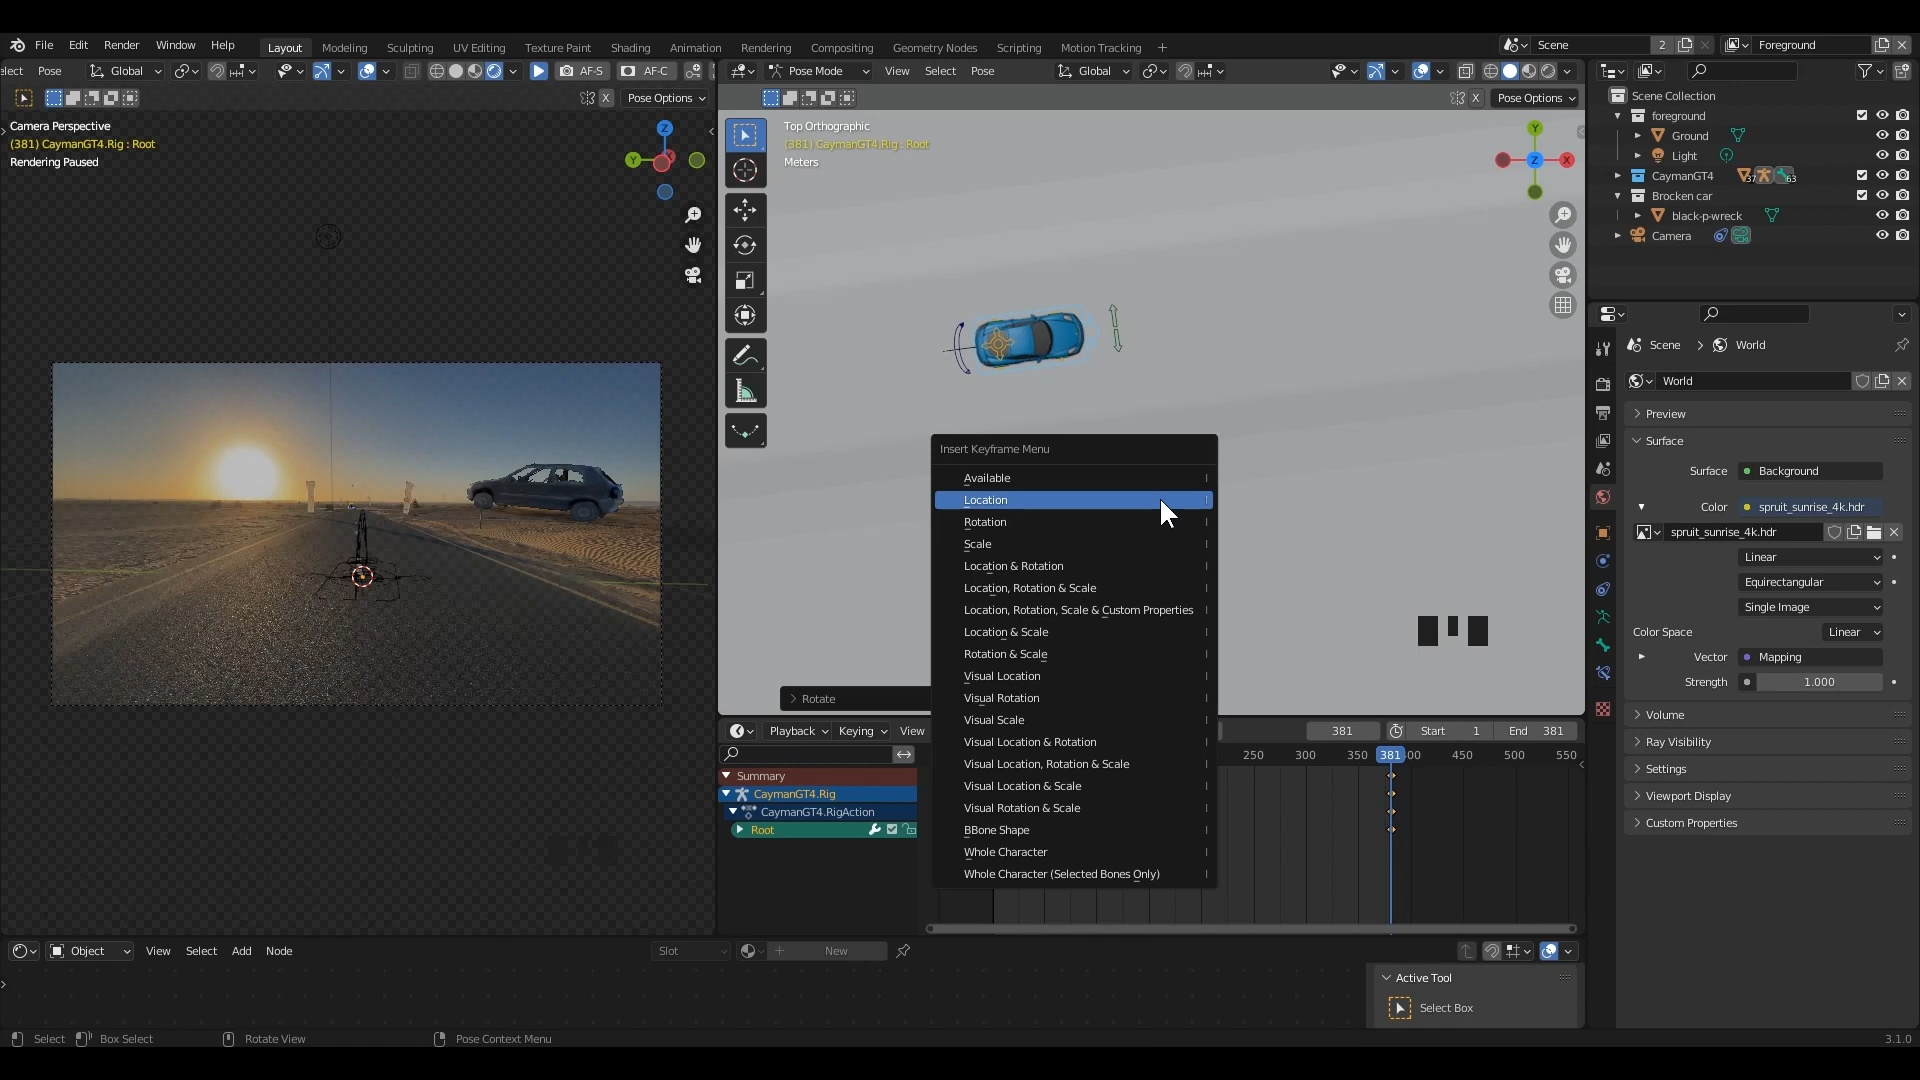 File Edit Render Window Help
Layout Modeling Sculpting UV Editing Texture Paint Shading Animation Rendering Compositing Geometry Nodes Scripting Motion Tracking +
Scene 2
Foreground
elect Pose Global AF-S AF-C
Pose Mode View Select Pose Global
X Pose Options
X Pose Options
Camera Perspective
(381) CaymanGT4.Rig : Root
Rendering Paused
Z
Y
Top Orthographic
(381) CaymanGT4.Rig : Root
Meters
Y
Z
X
Scene Collection
foreground
Ground
Light
CaymanGT4 37 63
Brocken car
black-p-wreck
Camera
Insert Keyframe Menu
Available I
Location I
Rotation I
Scale I
Location & Rotation I
Location, Rotation & Scale I
Location, Rotation, Scale & Custom Properties I
Location & Scale I
Rotation & Scale I
Visual Location I
Visual Rotation I
Visual Scale I
Visual Location & Rotation I
Visual Location, Rotation & Scale I
Visual Location & Scale I
Visual Rotation & Scale I
BBone Shape I
Whole Character I
Whole Character (Selected Bones Only) I
Rotate
Playback Keying View
381 Start 1 End 381
250 300 350 381 00 450 500 550
Summary
CaymanGT4.Rig
CaymanGT4.RigAction
Root
Scene > World
World
Preview
Surface
Surface Background
Color spruit_sunrise_4k.hdr
spruit_sunrise_4k.hdr
Linear
Equirectangular
Single Image
Color Space Linear
Vector Mapping
Strength 1.000
Volume
Ray Visibility
Settings
Viewport Display
Custom Properties
Object View Select Add Node
Slot New
Active Tool
Select Box
Select Box Select Rotate View Pose Context Menu
3.1.0